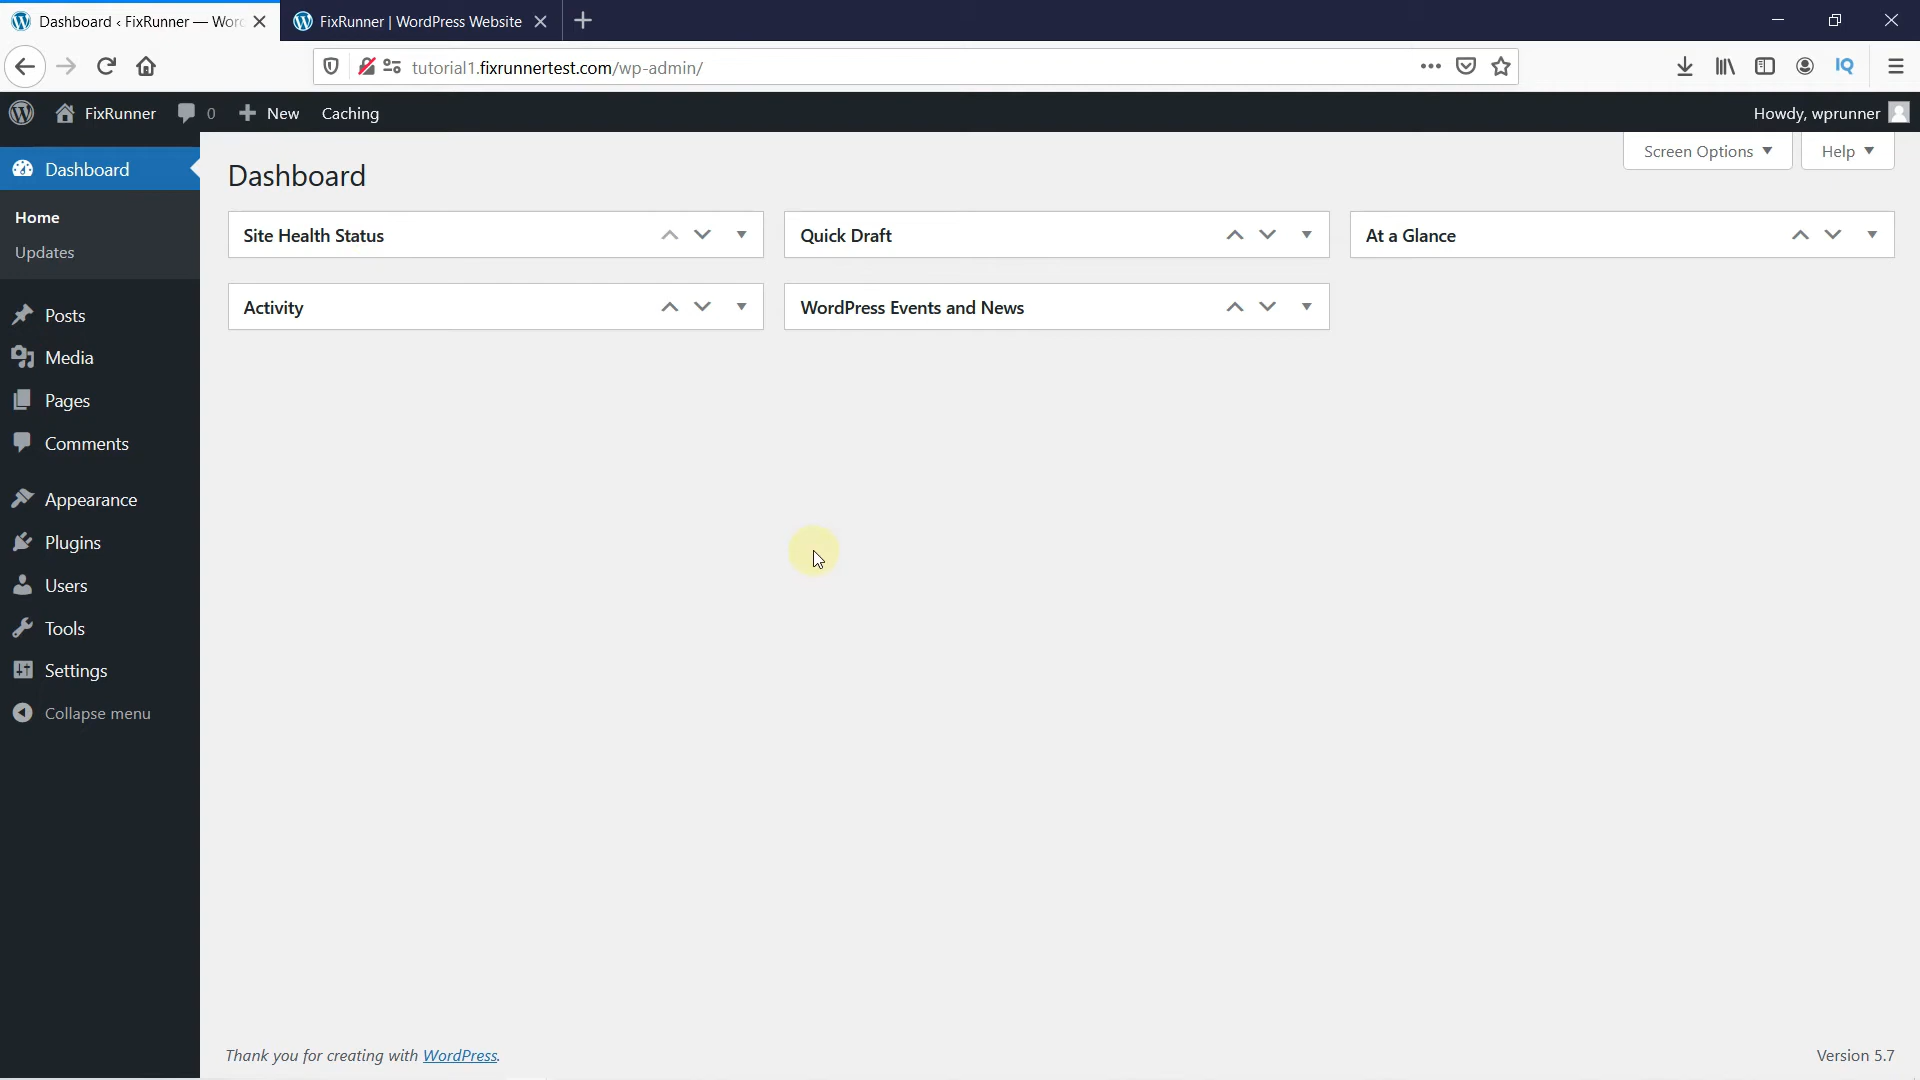 Dashboard ‹ FixRunner — Wor
FixRunner | WordPress Website
tutorial1.fixrunnertest.com/wp-admin/
IQ
FixRunner
0
New
Caching
Howdy, wprunner
Dashboard
Home
Updates
Posts
Media
Pages
Comments
Appearance
Plugins
Users
Tools
Settings
Collapse menu
Screen Options
Help
Dashboard
Site Health Status
Quick Draft
At a Glance
Activity
WordPress Events and News
Thank you for creating with WordPress.
Version 5.7